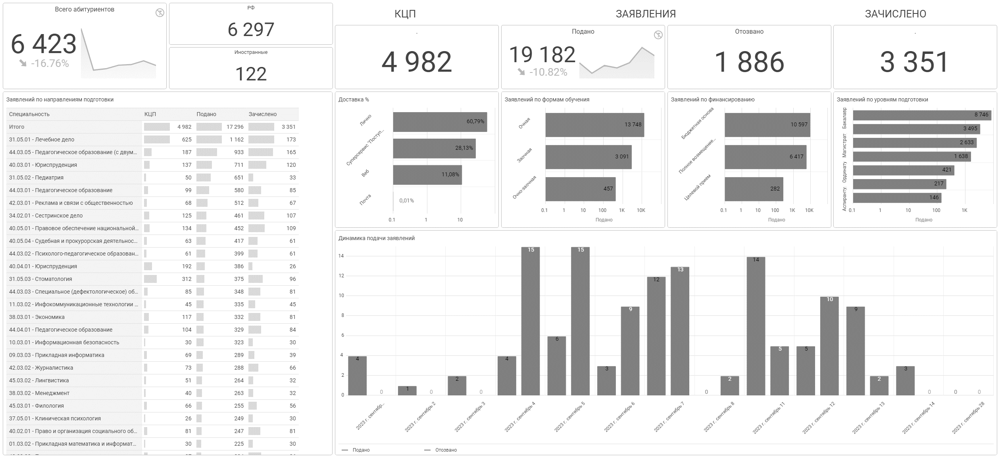 Всего абитуриентов
6 423
-16.76%
РФ
6 297
Иностранные
122
КЦП
.
4 982
ЗАЯВЛЕНИЯ
Подано
19 182
-10.82%
Отозвано
1 886
ЗАЧИСЛЕНО
.
3 351
Заявлений по направлениям подготовки
Специальность КЦП Подано Зачислено
Итого 4 982 17 296 3 351
31.05.01 - Лечебное дело 625 1 162 173
44.03.05 - Педагогическое образование (с двум… 187 933 165
40.03.01 - Юриспруденция 137 711 120
31.05.02 - Педиатрия 50 651 33
44.03.01 - Педагогическое образование 99 580 85
42.03.01 - Реклама и связи с общественностью 68 512 67
34.02.01 - Сестринское дело 125 461 107
40.05.01 - Правовое обеспечение национальной… 134 452 109
40.05.04 - Судебная и прокурорская деятельнос… 63 417 61
44.03.02 - Психолого-педагогическое образован… 61 399 61
40.04.01 - Юриспруденция 192 386 26
31.05.03 - Стоматология 312 375 96
44.03.03 - Специальное (дефектологическое) об… 85 348 81
11.03.02 - Инфокоммуникационные технологии … 45 335 45
38.03.01 - Экономика 117 332 81
44.04.01 - Педагогическое образование 104 329 84
10.03.01 - Информационная безопасность 30 323 30
09.03.03 - Прикладная информатика 69 289 39
42.03.02 - Журналистика 73 288 66
45.03.02 - Лингвистика 51 264 32
38.03.02 - Менеджмент 40 263 32
45.03.01 - Филология 66 255 56
37.05.01 - Клиническая психология 26 249 30
40.02.01 - Право и организация социального об… 81 247 81
01.03.02 - Прикладная математика и информат… 30 225 30
Доставка %
Лично 60,79%
Суперсервис "Поступ… 28,13%
Веб 11,08%
Почта 0,01%
0.1 1 10
Заявлений по формам обучения
Очная 13 748
Заочная 3 091
Очно-заочная 457
0.1 1 10 100 1K 10K
Подано
Заявлений по финансированию
Бюджетная основа 10 597
Полное возмещение… 6 417
Целевой прием 282
0.1 1 10 100 1K 10K
Подано
Заявлений по уровням подготовки
Бакалавр 8 746
3 495
Магистрат 2 633
1 638
Ординату 421
217
Аспиранту 146
0.1 1 10 100 1K
Подано
Динамика подачи заявлений
14
12
10
8
6
4
2
0
4 0 1 0 2 0 4 15 6 15 3 9 12 13 0 2 14 5 5 10 9 2 3 0 0 0
2023 г. сентябр… 2023 г. сентябрь 2 2023 г. сентябрь 3 2023 г. сентябрь 4 2023 г. сентябрь 5 2023 г. сентябрь 6 2023 г. сентябрь 7 2023 г. сентябрь 8 2023 г. сентябрь 11 2023 г. сентябрь 12 2023 г. сентябрь 13 2023 г. сентябрь 14 2023 г. сентябрь 28
Подано Отозвано